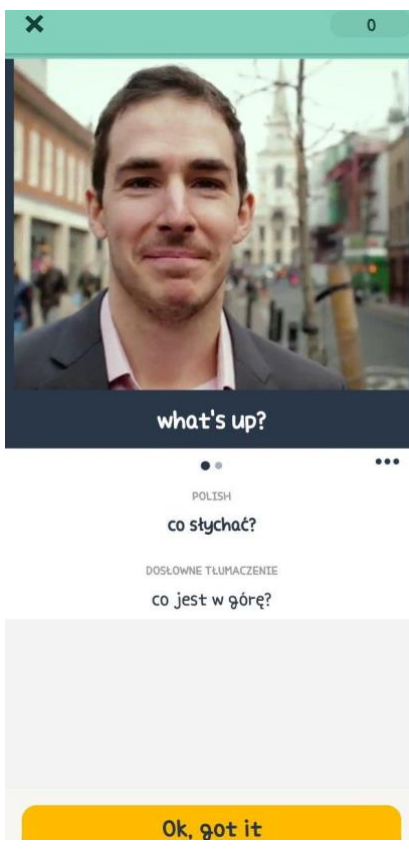 0
what's up?
POLISH
co słychać?
DOSŁOWNE TŁUMACZENIE
co jest w górę?
Ok, got it